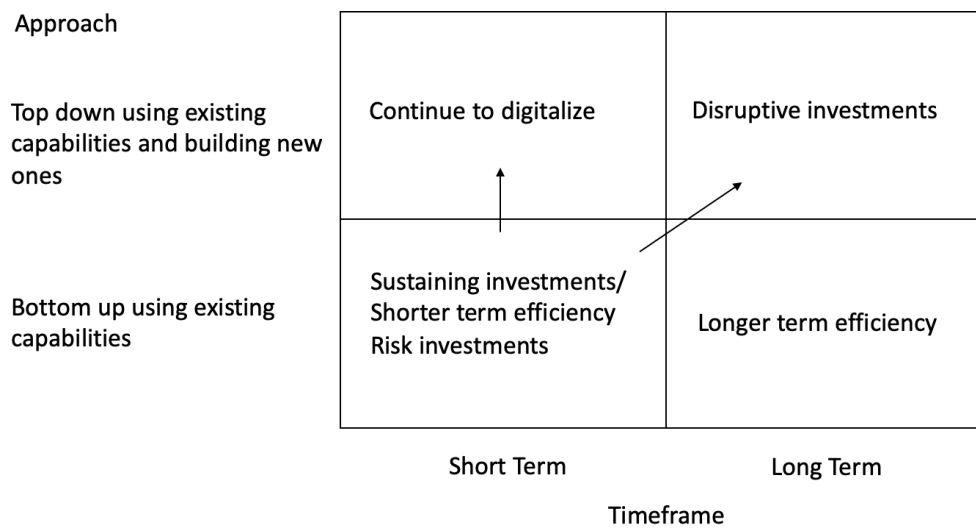 Approach
Top down using existing
capabilities and building new
ones
Continue to digitalize
Disruptive investments
Bottom up using existing
capabilities
Sustaining investments/
Shorter term efficiency
Risk investments
Longer term efficiency
Short Term
Long Term
Timeframe